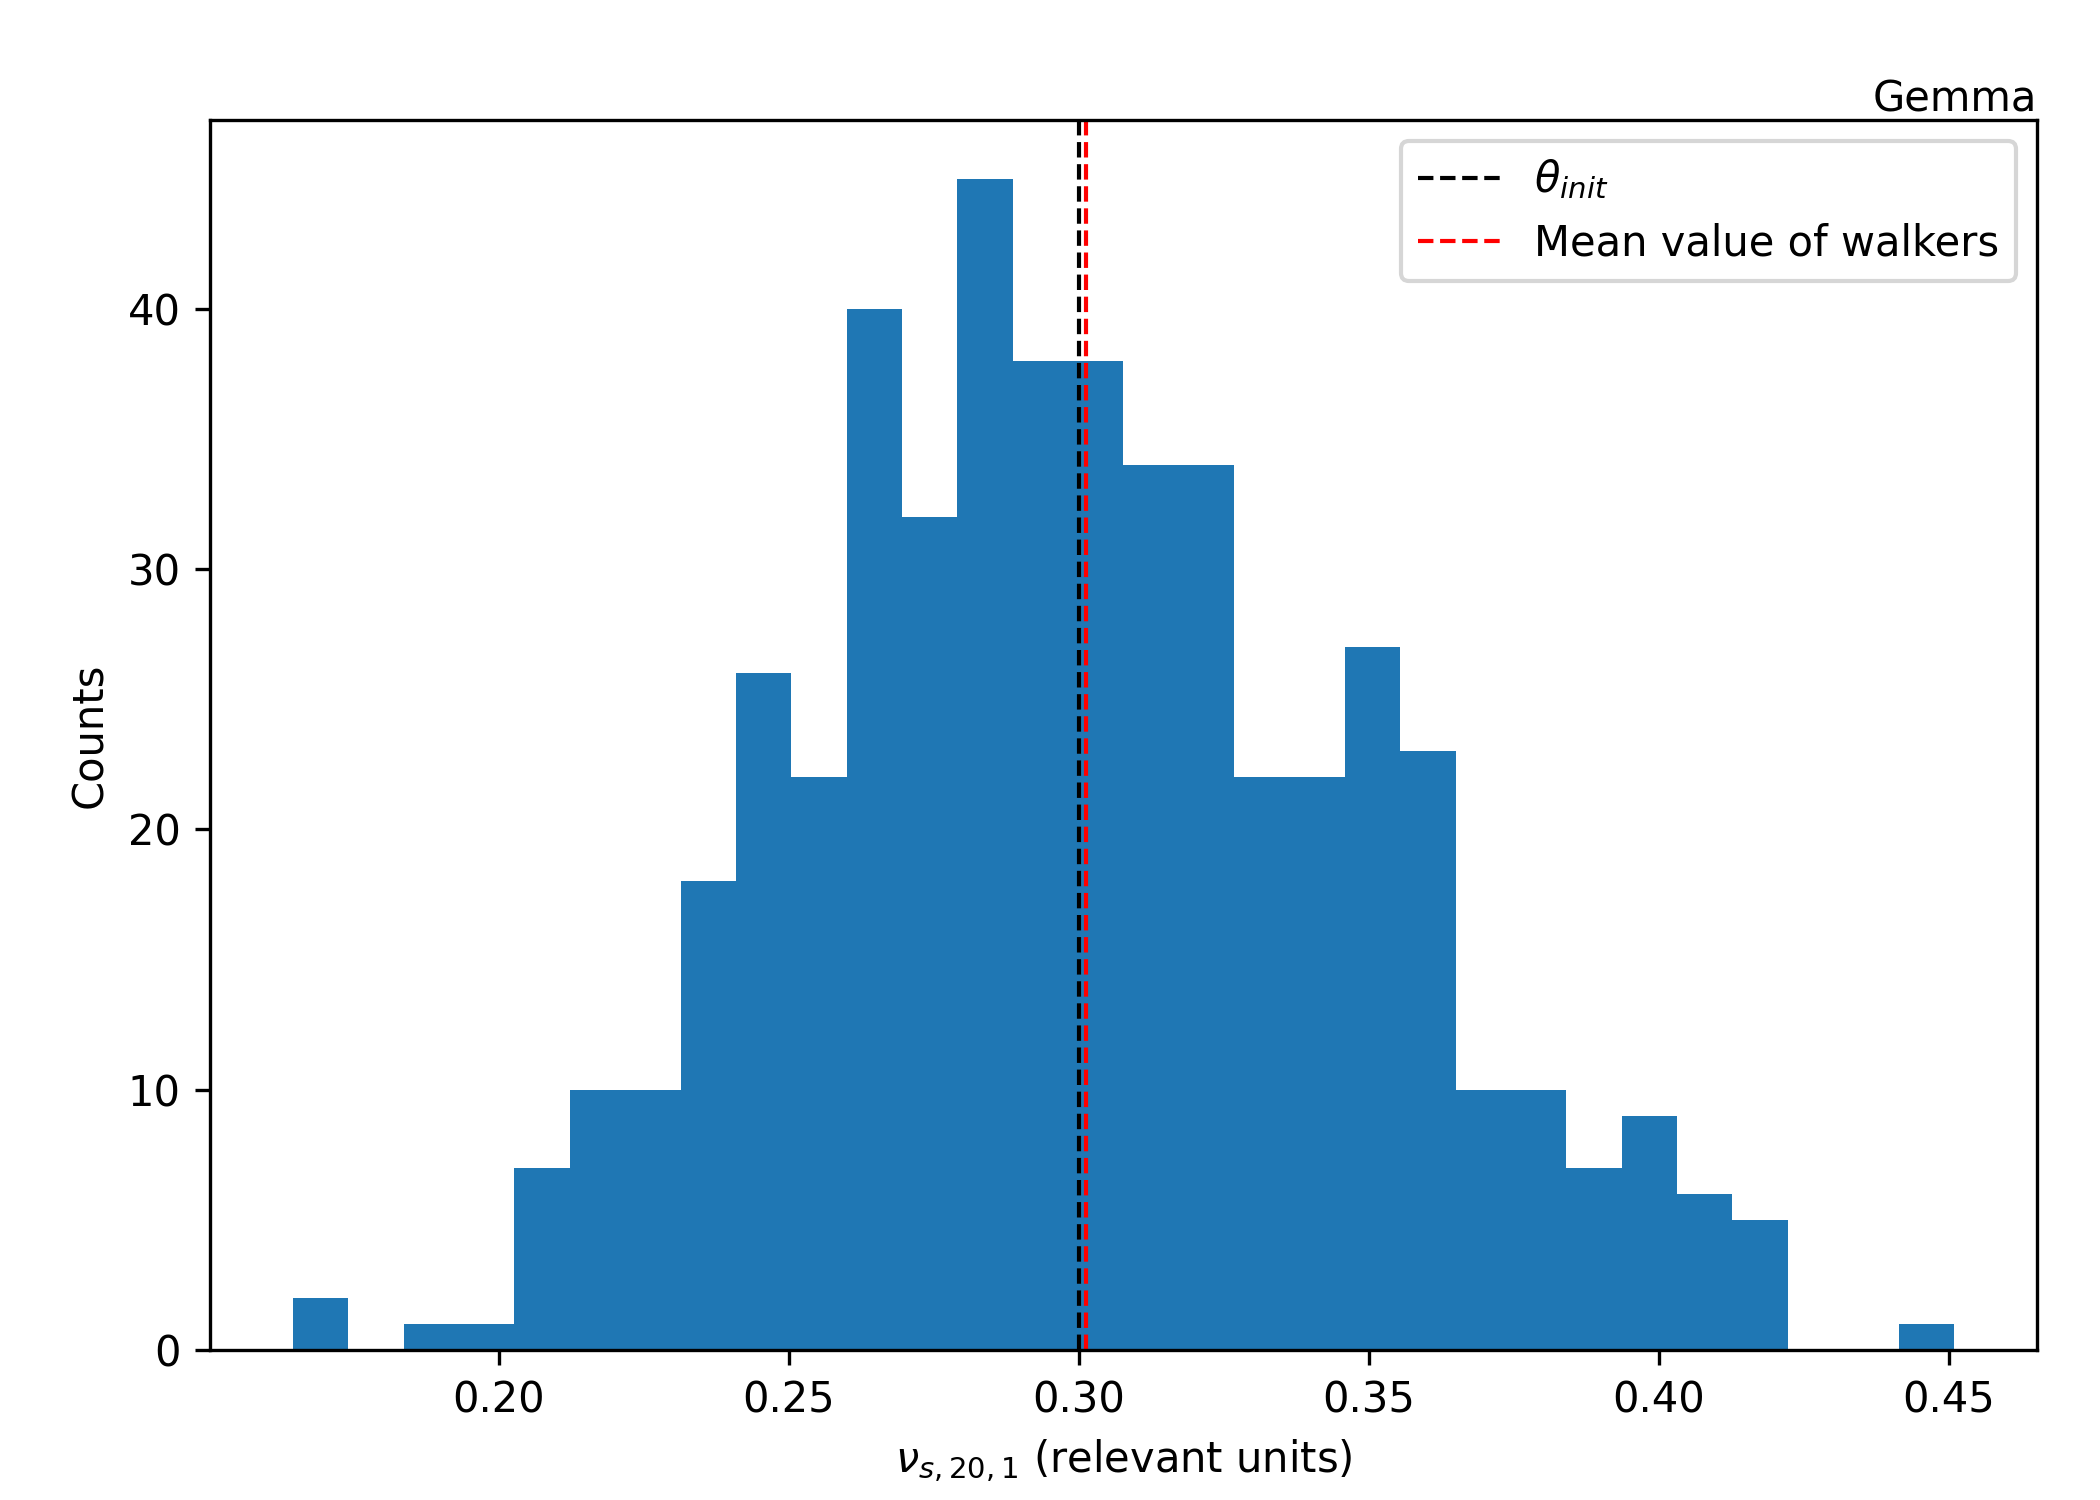 Gemma
θinit
Mean value of walkers
40
30
20
10
0
Counts
0.20 0.25 0.30 0.35 0.40 0.45
νs, 20, 1 (relevant units)